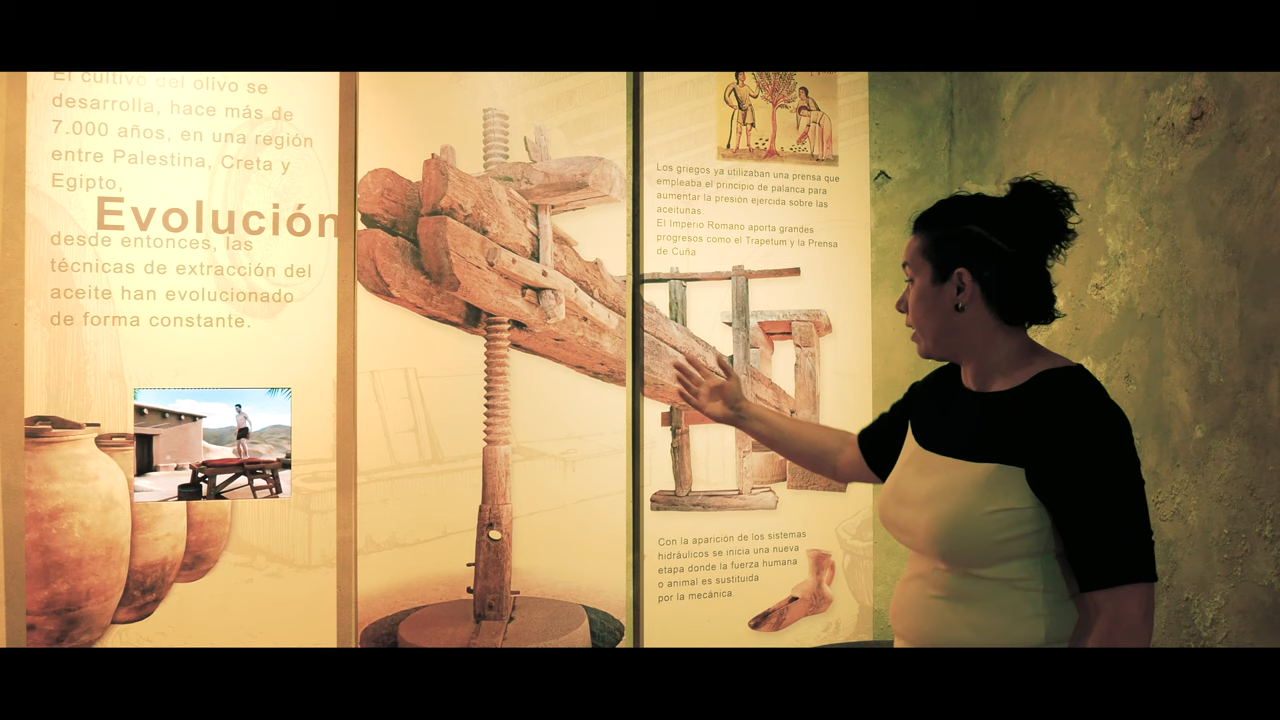 El cultivo del olivo se
desarrolla, hace más de
7.000 años, en una región
entre Palestina, Creta y
Egipto,
Evolución
desde entonces, las
técnicas de extracción del
aceite han evolucionado
de forma constante.
Los griegos ya utilizaban una prensa que
empleaba el principio de palanca para
aumentar la presión ejercida sobre las
aceitunas.
El Imperio Romano aporta grandes
progresos como el Trapetum y la Prensa
de Cuña
Con la aparición de los sistemas
hidráulicos se inicia una nueva
etapa donde la fuerza humana
o animal es sustituida
por la mecánica